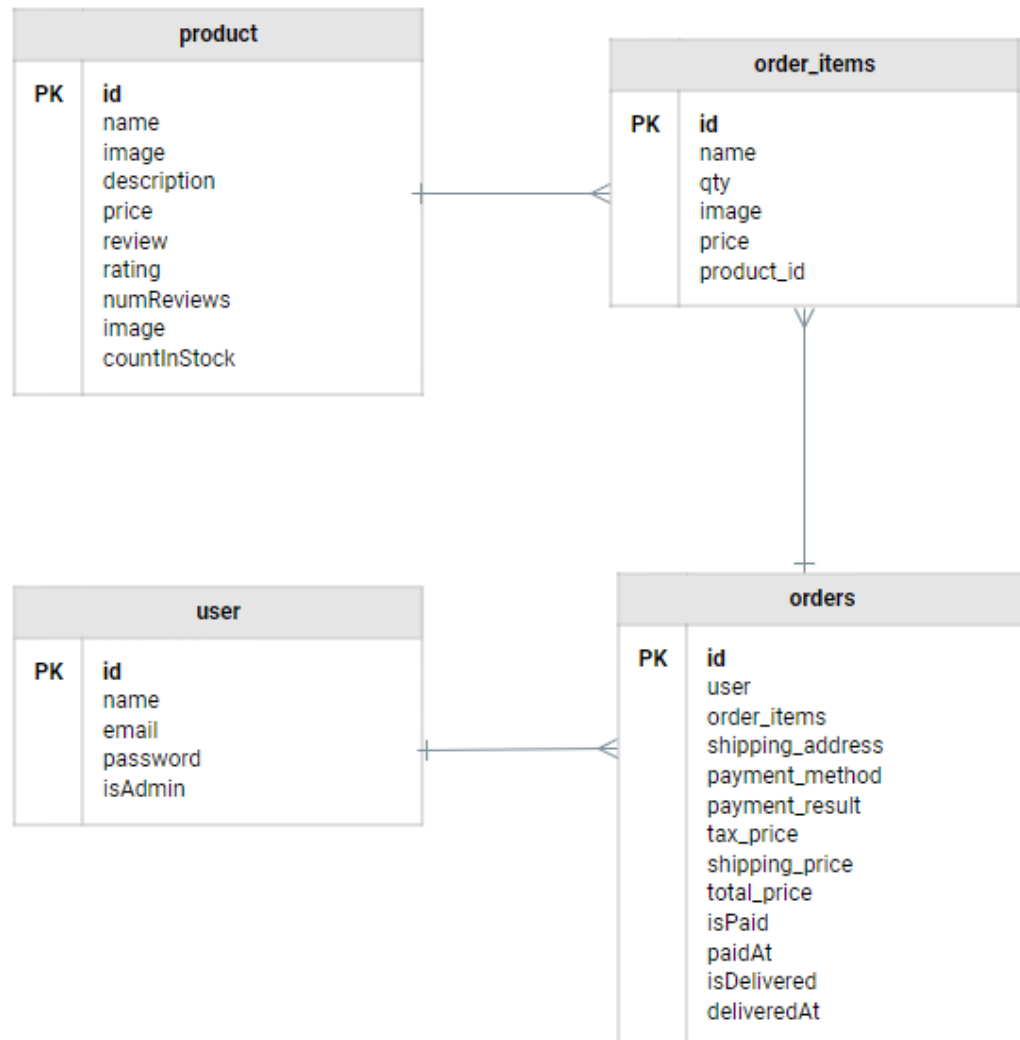 product
PK id
name
image
description
price
review
rating
numReviews
image
countInStock
order_items
PK id
name
qty
image
price
product_id
user
PK id
name
email
password
isAdmin
orders
PK id
user
order_items
shipping_address
payment_method
payment_result
tax_price
shipping_price
total_price
isPaid
paidAt
isDelivered
deliveredAt